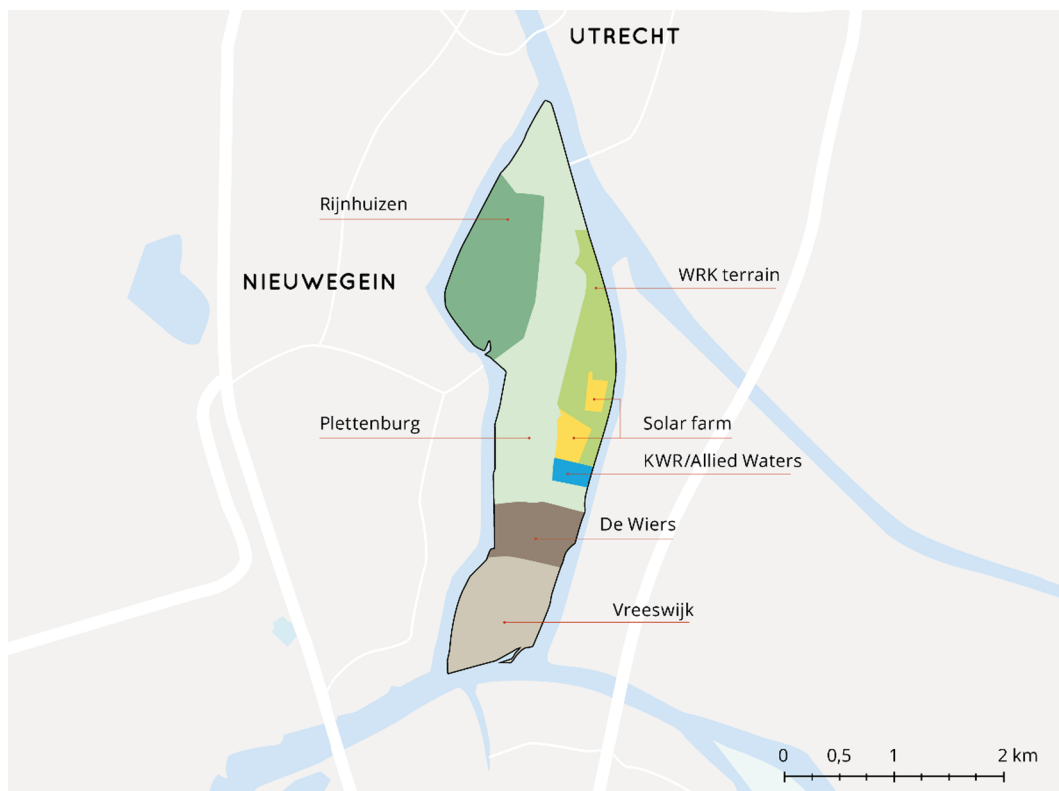 UTRECHT
Rijnhuizen
NIEUWEGEIN
WRK terrain
Plettenburg
Solar farm
KWR/Allied Waters
De Wiers
Vreeswijk
0 0,5 1 2 km